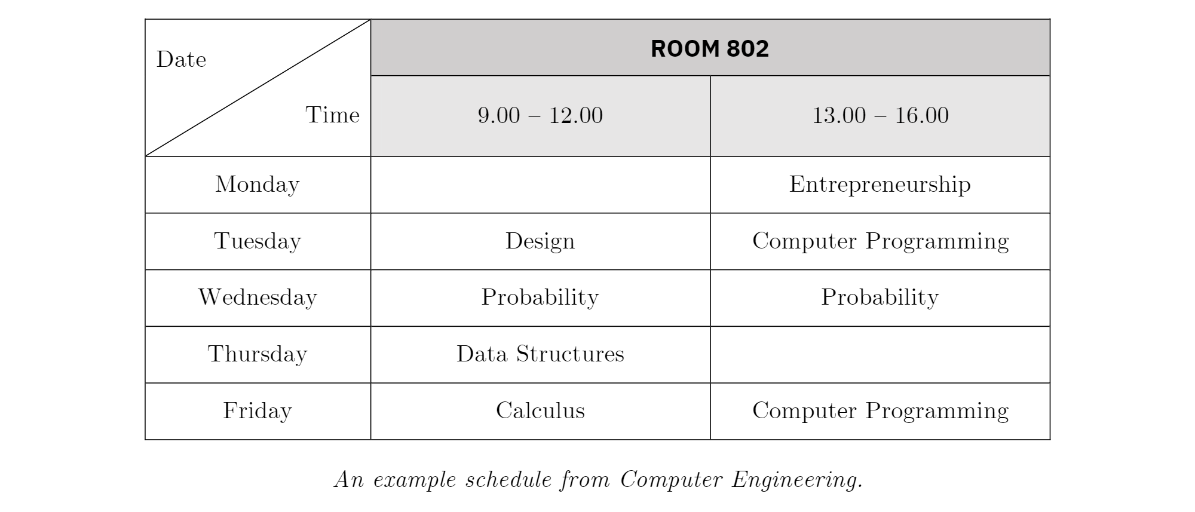 Date
Time
ROOM 802
9.00 – 12.00 13.00 – 16.00
Monday Entrepreneurship
Tuesday Design Computer Programming
Wednesday Probability Probability
Thursday Data Structures
Friday Calculus Computer Programming
An example schedule from Computer Engineering.